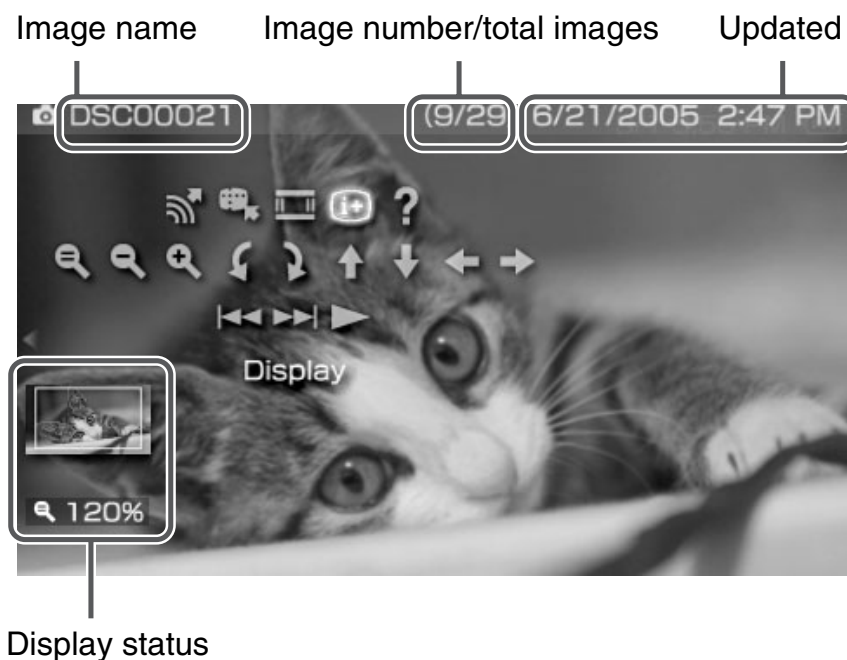 Image name
Image number/total images
Updated
DSC00021
(9/29)
6/21/2005 2:47 PM
i+
?
Display
120%
Display status